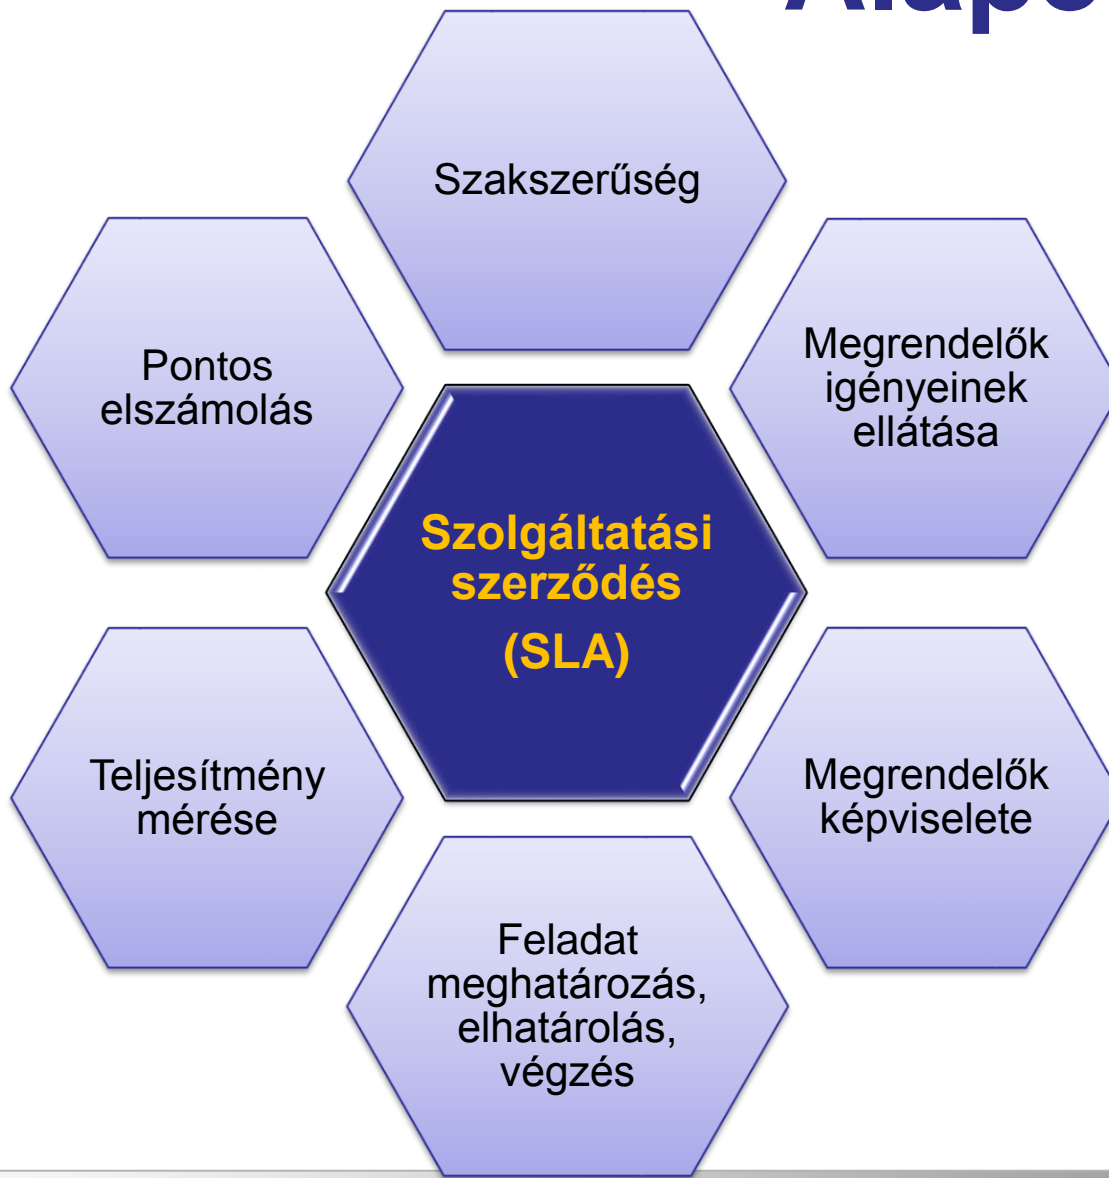 Szakszerűség
Megrendelők
igényeinek
ellátása
Megrendelők
képviselete
Feladat
meghatározás,
elhatárolás,
végzés
Teljesítmény
mérése
Pontos
elszámolás
Szolgáltatási
szerződés
(SLA)